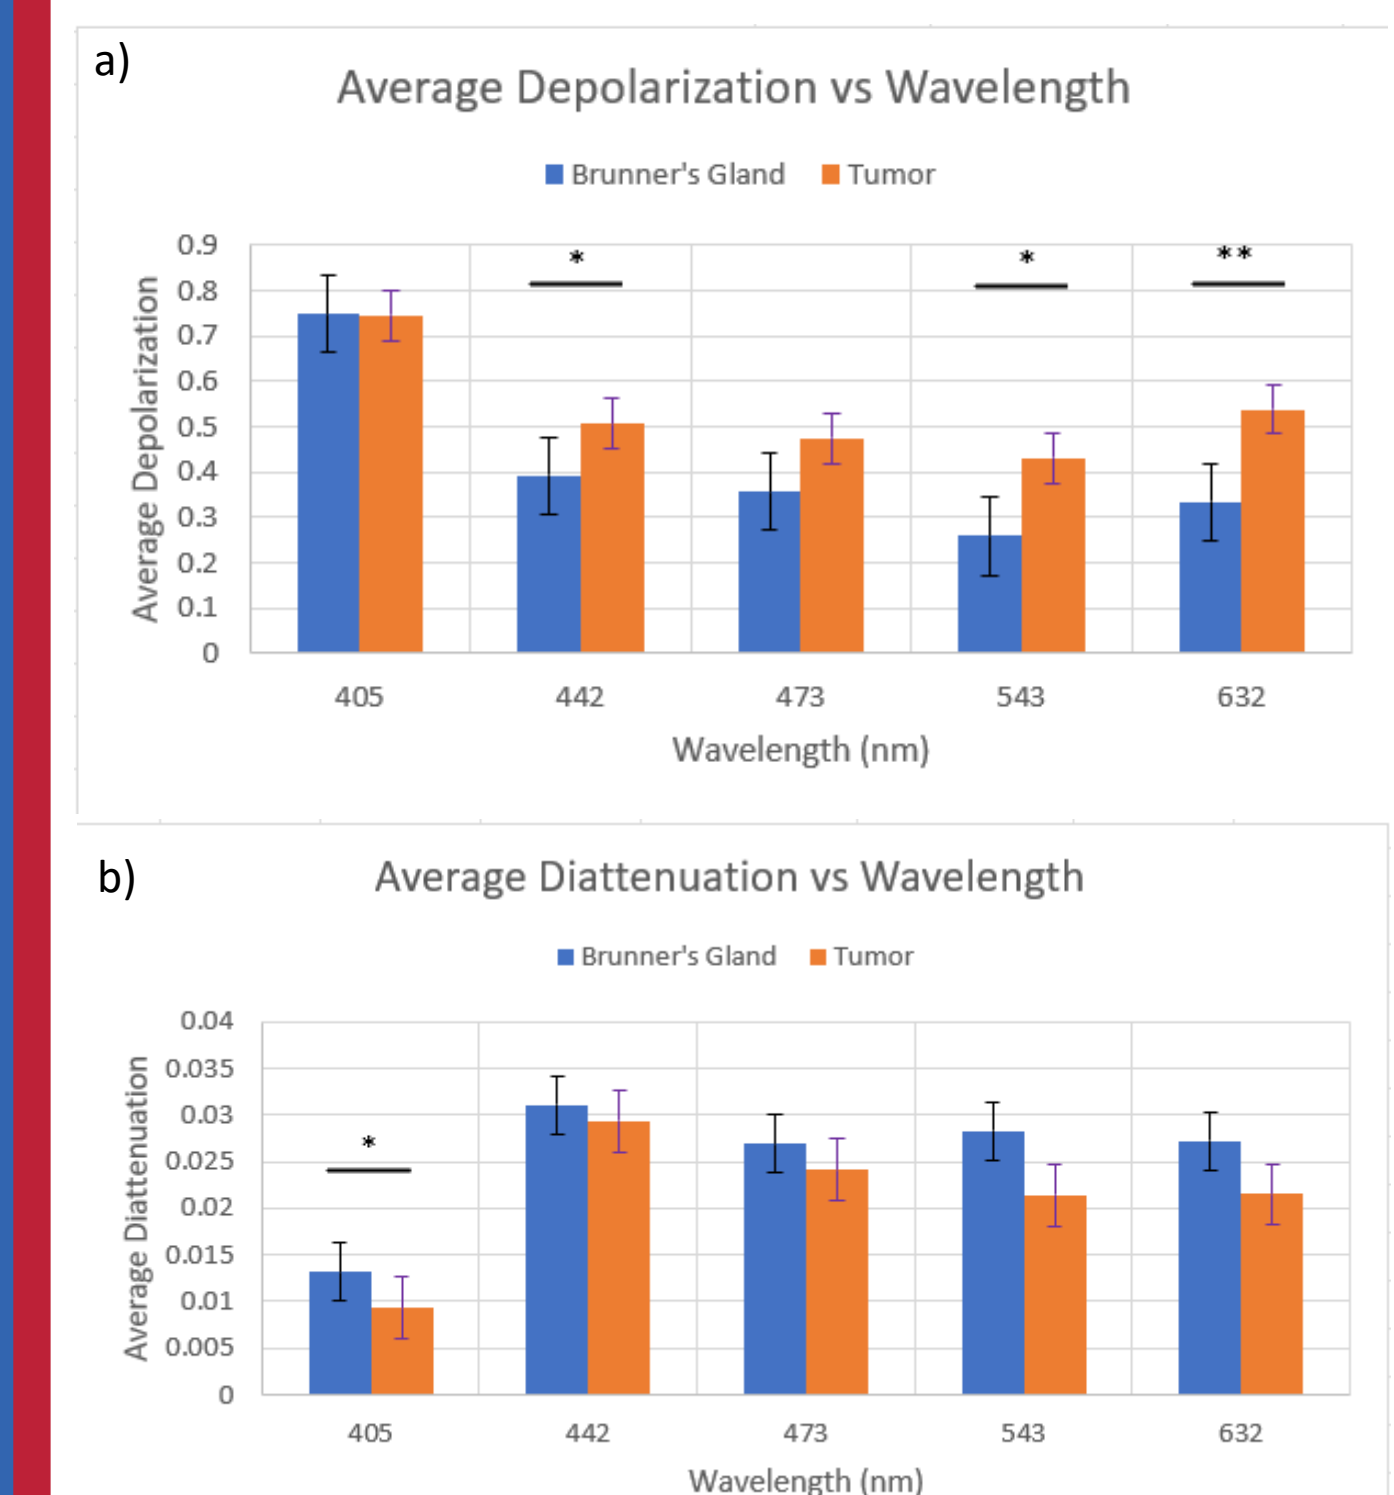 a)
Average Depolarization vs Wavelength
Brunner's Gland Tumor
Average Depolarization
0.9
0.8
0.7
0.6
0.5
0.4
0.3
0.2
0.1
0
* * **
405 442 473 543 632
Wavelength (nm)
b)
Average Diattenuation vs Wavelength
Brunner's Gland Tumor
Average Diattenuation
0.04
0.035
0.03
0.025
0.02
0.015
0.01
0.005
0
*
405 442 473 543 632
Wavelength (nm)